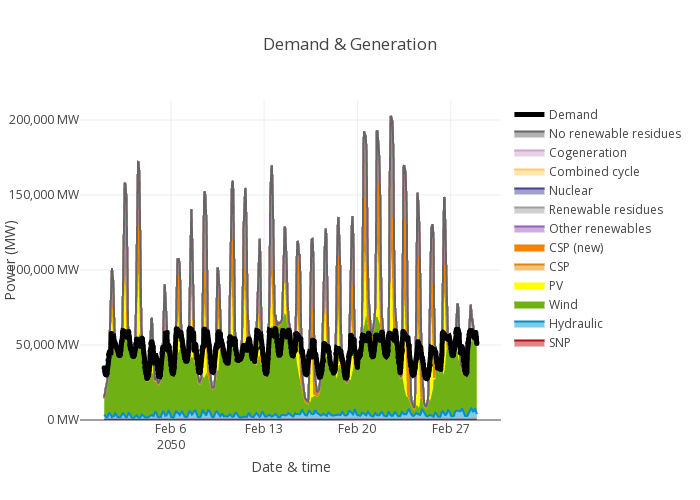 Demand & Generation
200,000 MW
150,000 MW
100,000 MW
50,000 MW
0 MW
Power (MW)
Feb 6
2050
Feb 13
Feb 20
Feb 27
Date & time
Demand
No renewable residues
Cogeneration
Combined cycle
Nuclear
Renewable residues
Other renewables
CSP (new)
CSP
PV
Wind
Hydraulic
SNP